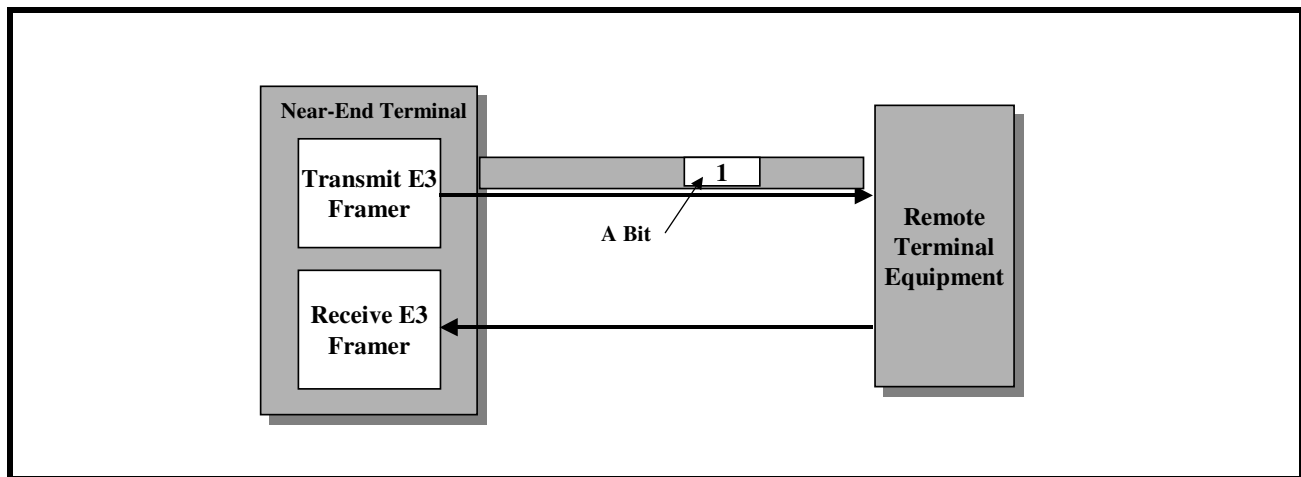 Near-End Terminal
Transmit E3
Framer
1
A Bit
Remote
Terminal
Equipment
Receive E3
Framer